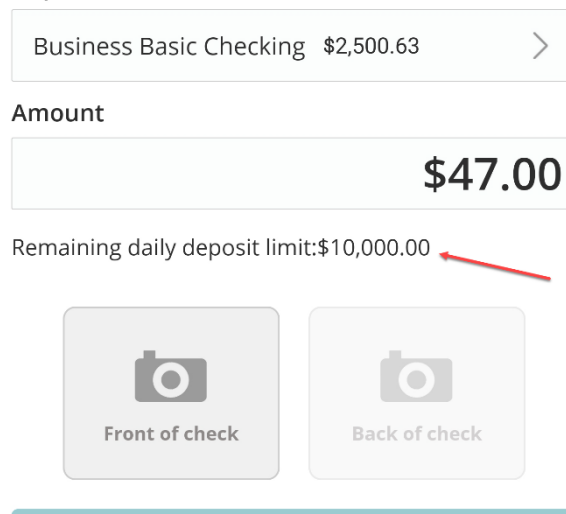 Business Basic Checking $2,500.63
Amount
$47.00
Remaining daily deposit limit:$10,000.00
Front of check Back of check